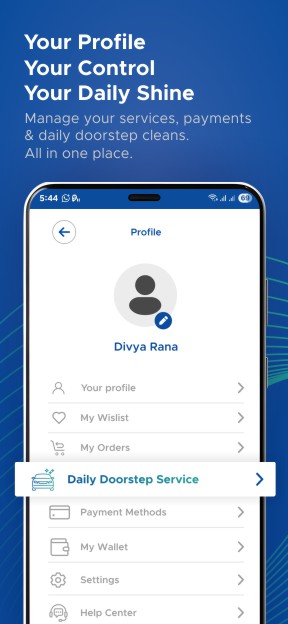 Your Profile
Your Control
Your Daily Shine
Manage your services, payments
& daily doorstep cleans.
All in one place.
5:44
69
Profile
Divya Rana
Your profile
My Wislist
My Orders
Daily Doorstep Service
Payment Methods
My Wallet
Settings
Help Center